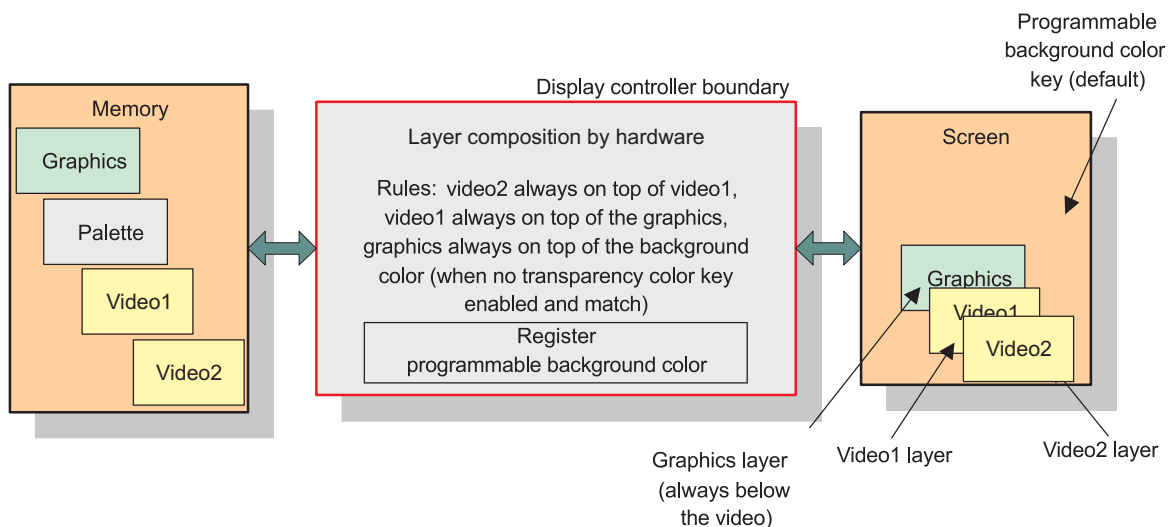 Programmable
background color
key (default)
Display controller boundary
Memory
Graphics
Palette
Video1
Video2
Layer composition by hardware
Rules: video2 always on top of video1,
video1 always on top of the graphics,
graphics always on top of the background
color (when no transparency color key
enabled and match)
Register
programmable background color
Screen
Graphics
Video1
Video2
Graphics layer
(always below
the video)
Video1 layer
Video2 layer